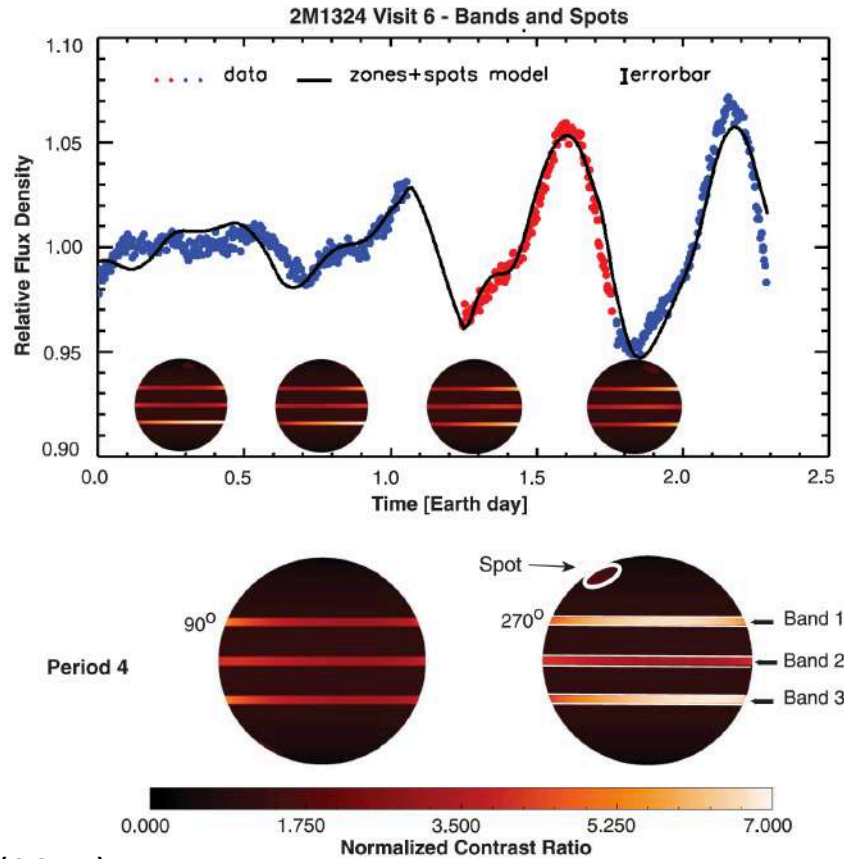 2M1324 Visit 6 - Bands and Spots
1.10
data zones+spots model errorbar
1.05
1.00
0.95
0.90
Relative Flux Density
0.0 0.5 1.0 1.5 2.0 2.5
Time [Earth day]
Spot
90° 270° Band 1
Period 4 Band 2
Band 3
0.000 1.750 3.500 5.250 7.000
Normalized Contrast Ratio